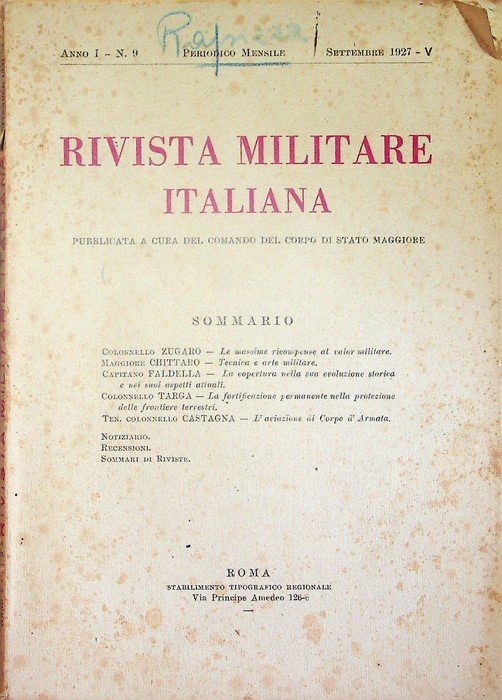 Rapizza
Anno I - N. 9 Periodico Mensile Settembre 1927 - V
RIVISTA MILITARE
ITALIANA
PUBBLICATA A CURA DEL COMANDO DEL CORPO DI STATO MAGGIORE
SOMMARIO
Colonnello ZUGARO — Le massime ricompense al valor militare.
Maggiore CHITTARO — Tecnica e arte militare.
Capitano FALDELLA — La copertura nella sua evoluzione storica
e nei suoi aspetti attuali.
Colonnello TARGA — La fortificazione permanente nella protezione
delle frontiere terrestri.
Ten. colonnello CASTAGNA — L'aviazione di Corpo d'Armata.
Notiziario.
Recensioni.
Sommari di Riviste.
ROMA
STABILIMENTO TIPOGRAFICO REGIONALE
Via Principe Amedeo 126-c